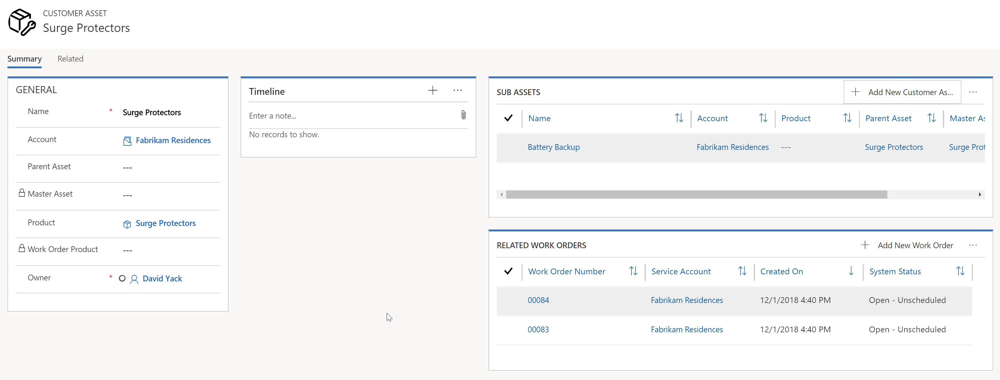 CUSTOMER ASSET
Surge Protectors
Summary
Related
GENERAL
Name * Surge Protectors
Account Fabrikam Residences
Parent Asset ---
Master Asset ---
Product Surge Protectors
Work Order Product ---
Owner * David Yack
Timeline
Enter a note...
No records to show.
SUB ASSETS
+ Add New Customer As...
Name Account Product Parent Asset Master As
Battery Backup Fabrikam Residences --- Surge Protectors Surge Prot
RELATED WORK ORDERS
+ Add New Work Order
Work Order Number Service Account Created On System Status
00084 Fabrikam Residences 12/1/2018 4:40 PM Open - Unscheduled
00083 Fabrikam Residences 12/1/2018 4:40 PM Open - Unscheduled